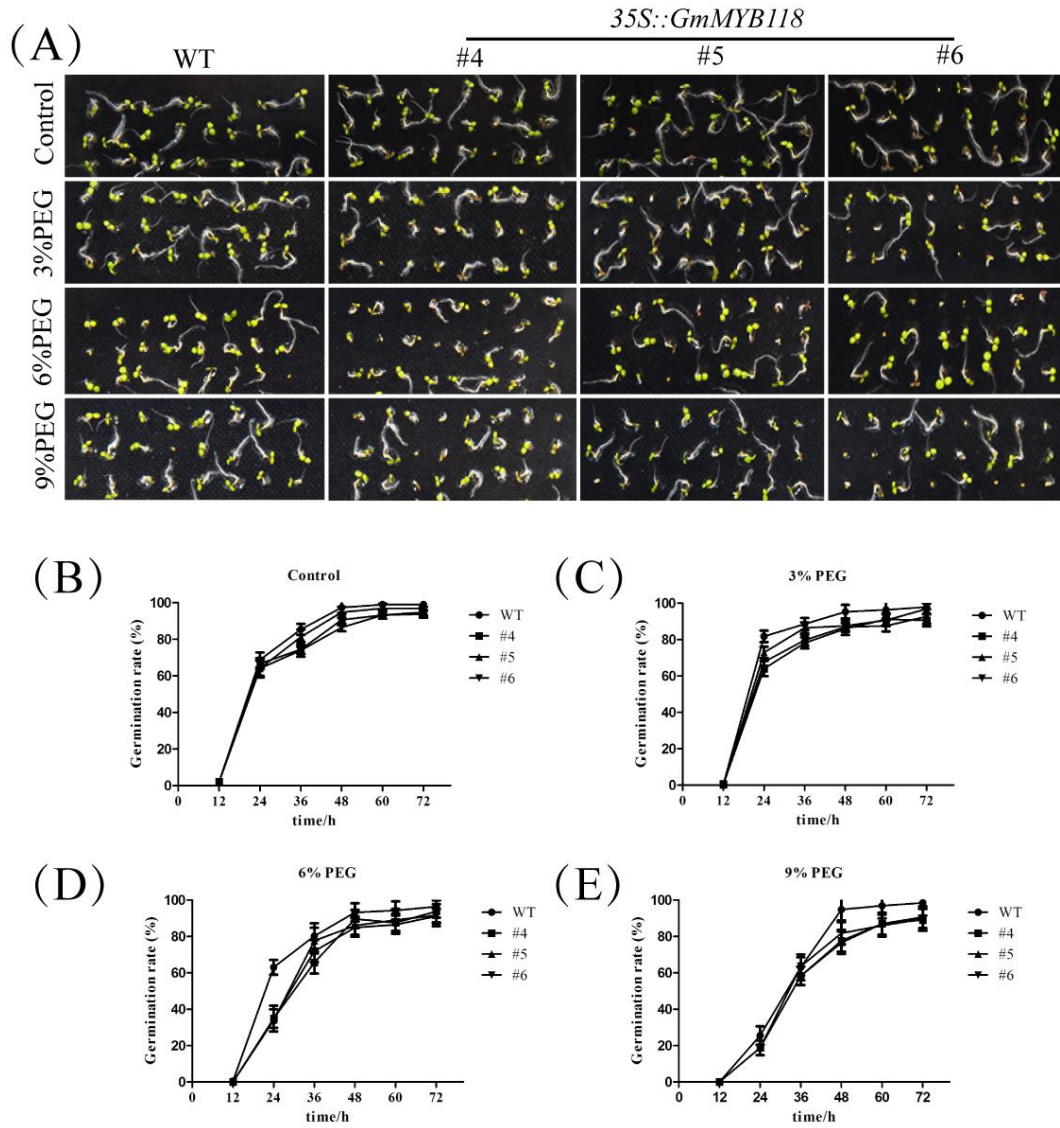 (A)
35S::GmMYB118
WT
#4
#5
#6
Control
3%PEG
6%PEG
9%PEG
(B)
Control
Germination rate (%)
100
80
60
40
20
0
0 12 24 36 48 60 72
time/h
WT
#4
#5
#6
(C)
3% PEG
Germination rate (%)
100
80
60
40
20
0
0 12 24 36 48 60 72
time/h
WT
#4
#5
#6
(D)
6% PEG
Germination rate (%)
100
80
60
40
20
0
0 12 24 36 48 60 72
time/h
WT
#4
#5
#6
(E)
9% PEG
Germination rate (%)
100
80
60
40
20
0
0 12 24 36 48 60 72
time/h
WT
#4
#5
#6